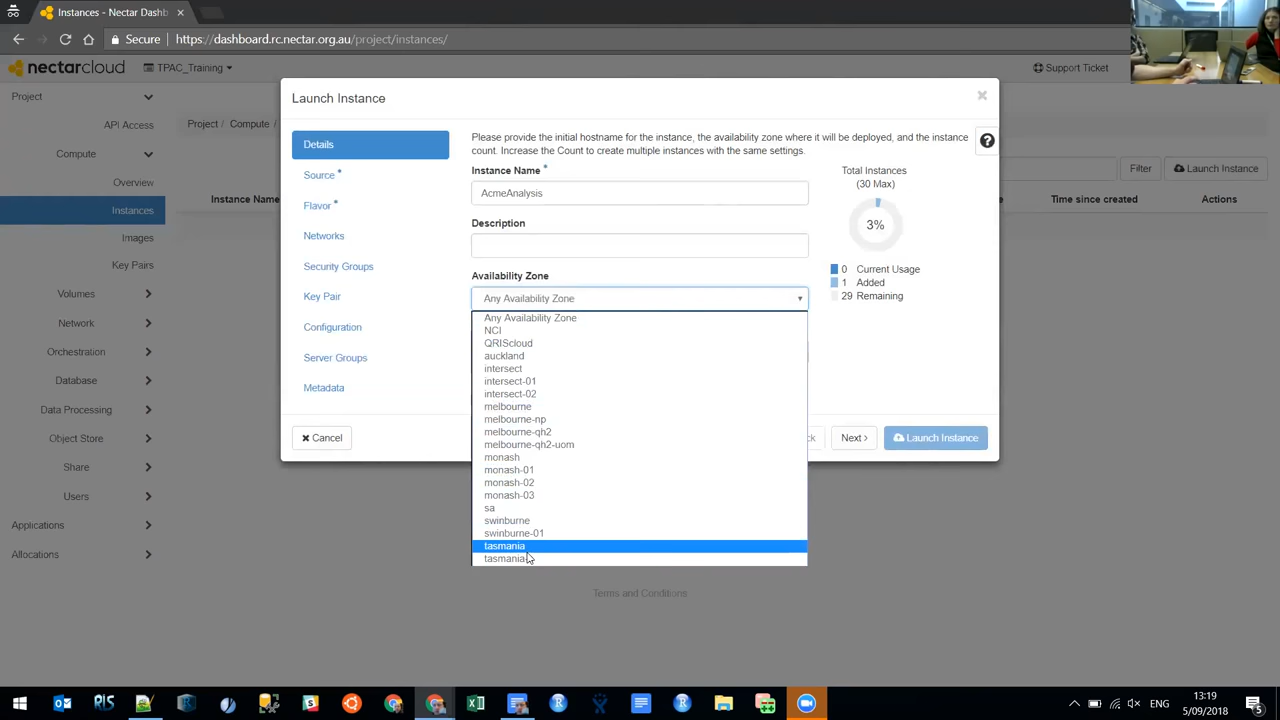 Instances - Nectar Dashb
Secure
https://dashboard.rc.nectar.org.au/project/instances/
nectarcloud
TPAC_Training
Support Ticket
Project
API Access
Compute
Overview
Instances
Images
Key Pairs
Volumes
Network
Orchestration
Database
Data Processing
Object Store
Share
Users
Applications
Allocations
Project / Compute /
Filter
Launch Instance
Instance Name
Time since created
Actions
Launch Instance
Details
Source *
Flavor *
Networks
Security Groups
Key Pair
Configuration
Server Groups
Metadata
Please provide the initial hostname for the instance, the availability zone where it will be deployed, and the instance
count. Increase the Count to create multiple instances with the same settings.
Instance Name *
AcmeAnalysis
Description
Availability Zone
Any Availability Zone
Any Availability Zone
NCI
QRIScloud
auckland
intersect
intersect-01
intersect-02
melbourne
melbourne-np
melbourne-qh2
melbourne-qh2-uom
monash
monash-01
monash-02
monash-03
sa
swinburne
swinburne-01
tasmania
tasmania-
Total Instances
(30 Max)
3%
0 Current Usage
1 Added
29 Remaining
Cancel
Next
Launch Instance
Terms and Conditions
ENG
13:19
5/09/2018